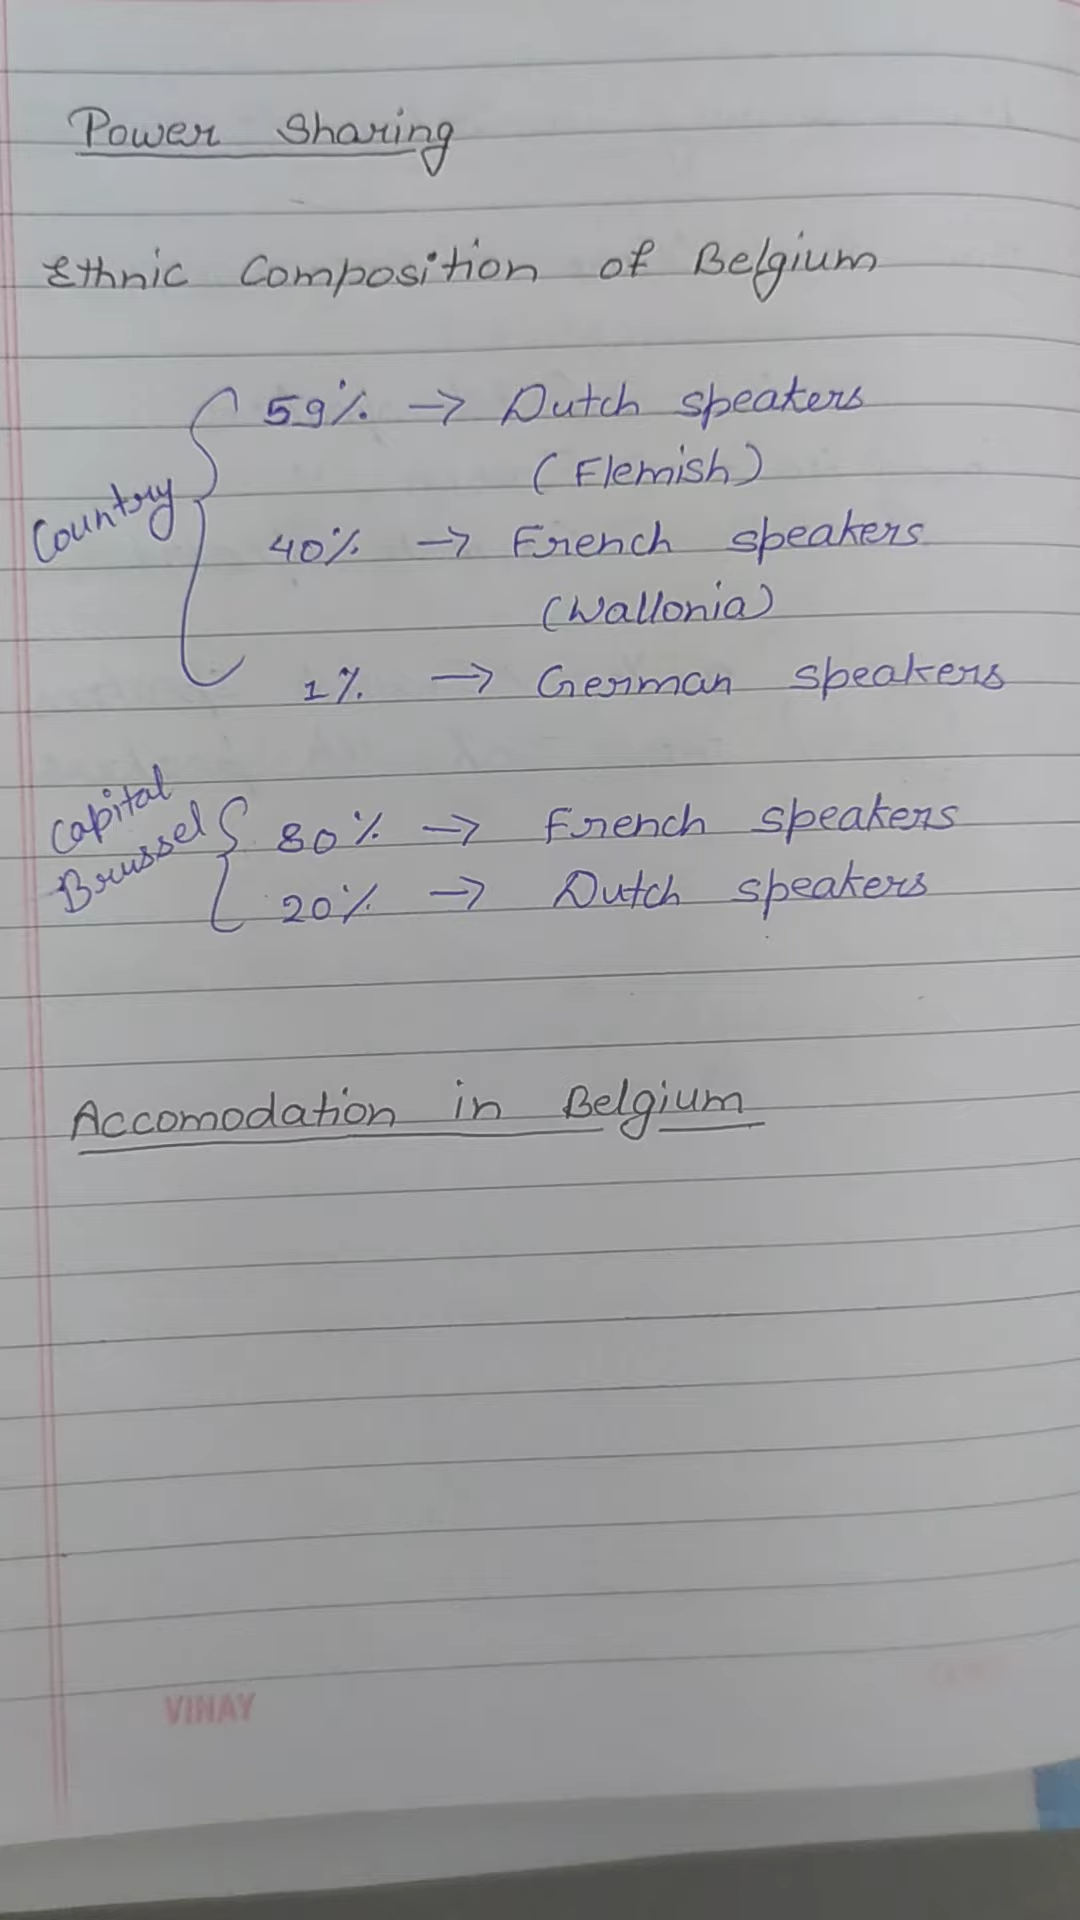 Power Sharing
Ethnic Composition of Belgium
Country
59% → Dutch speakers
(Flemish)
40% → French speakers
(Wallonia)
1% → German speakers
Capital
Brussel
80% → French speakers
20% → Dutch speakers
Accomodation in Belgium
VINAY